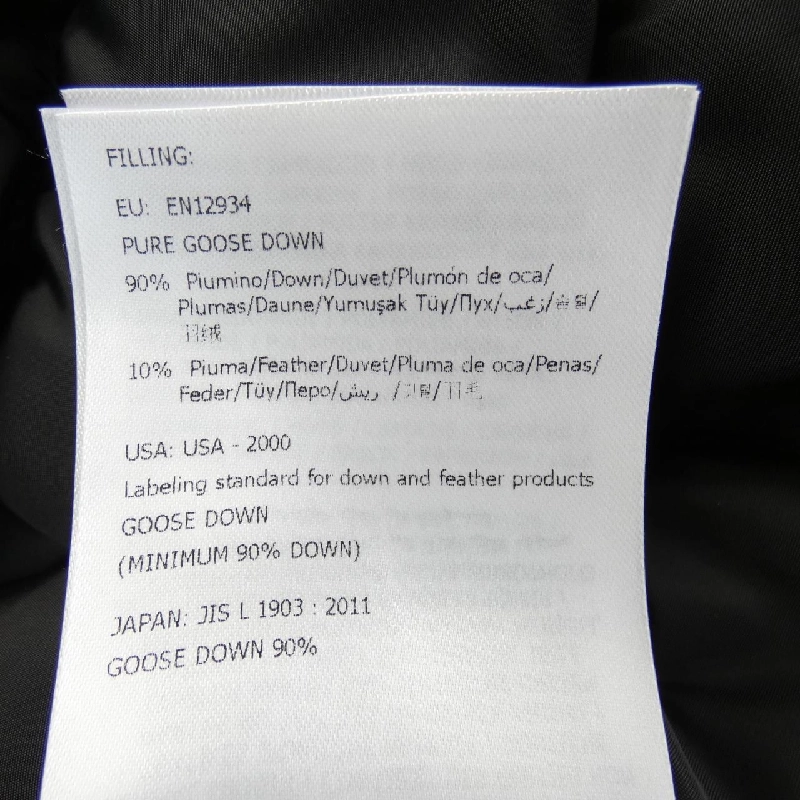 FILLING:
EU: EN12934
PURE GOOSE DOWN
90% Piumino/Down/Duvet/Plumón de oca/
Plumas/Daune/Yumuşak Tüy/Пух/زغب/솜털/
羽绒
10% Piuma/Feather/Duvet/Pluma de oca/Penas/
Feder/Tüy/Перо/ريش /깃털/羽毛
USA: USA - 2000
Labeling standard for down and feather products
GOOSE DOWN
(MINIMUM 90% DOWN)
JAPAN: JIS L 1903 : 2011
GOOSE DOWN 90%